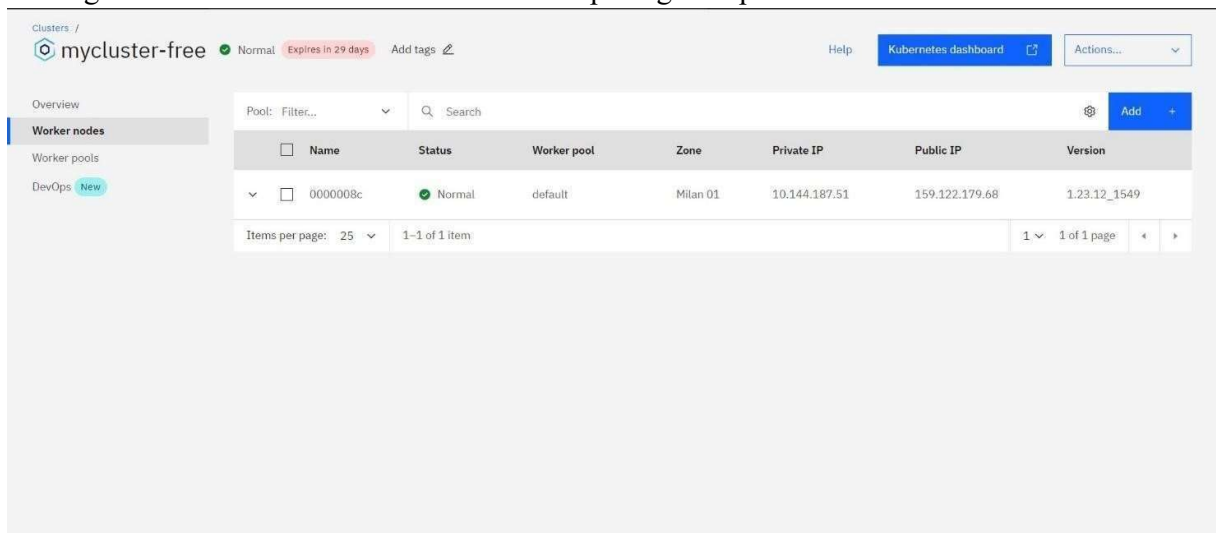 Clusters /
mycluster-free Normal Expires in 29 days Add tags Help Kubernetes dashboard Actions...
Overview
Worker nodes
Worker pools
DevOps New
Pool: Filter... Search Add +
Name Status Worker pool Zone Private IP Public IP Version
0000008c Normal default Milan 01 10.144.187.51 159.122.179.68 1.23.12_1549
Items per page: 25 1–1 of 1 item 1 1 of 1 page